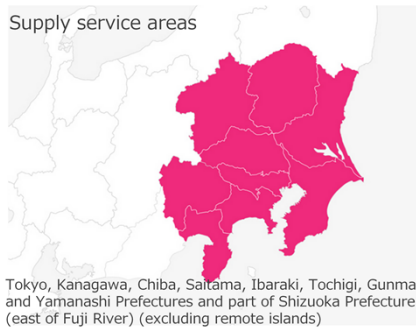 Supply service areas
Tokyo, Kanagawa, Chiba, Saitama, Ibaraki, Tochigi, Gunma
and Yamanashi Prefectures and part of Shizuoka Prefecture
(east of Fuji River) (excluding remote islands)